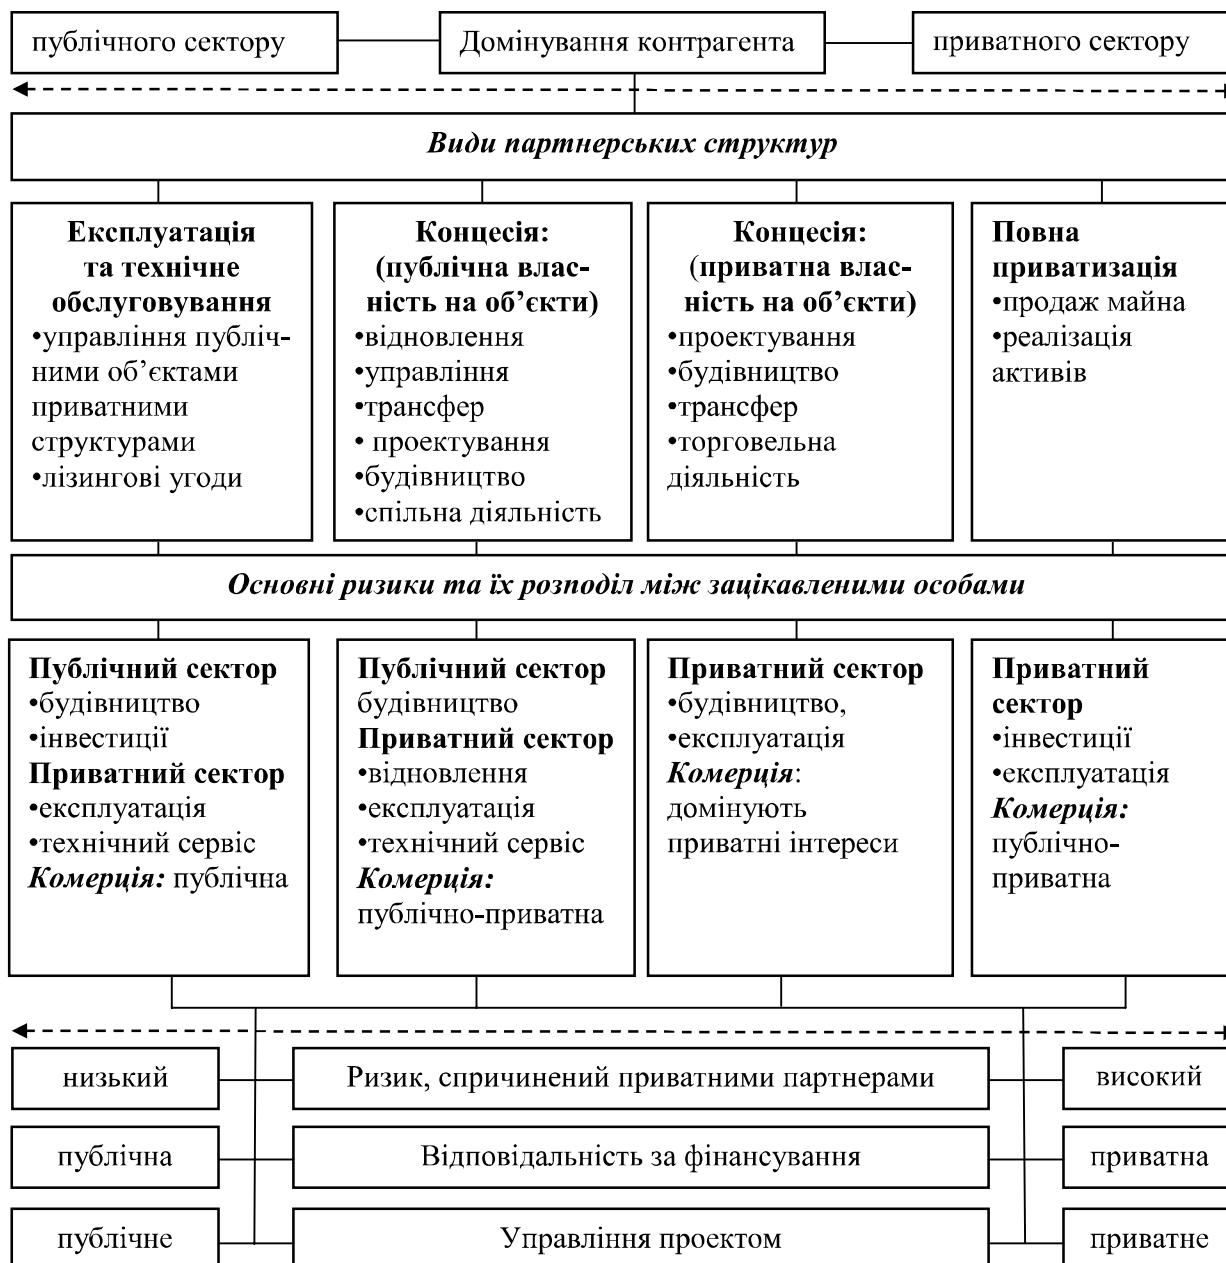 публічного сектору
Домінування контрагента
приватного сектору
Види партнерських структур
Експлуатація
та технічне
обслуговування
•управління публіч-
ними об’єктами
приватними
структурами
•лізингові угоди
Концесія:
(публічна влас-
ність на об’єкти)
•відновлення
•управління
•трансфер
• проектування
•будівництво
•спільна діяльність
Концесія:
(приватна влас-
ність на об’єкти)
•проектування
•будівництво
•трансфер
•торговельна
діяльність
Повна
приватизація
•продаж майна
•реалізація
активів
Основні ризики та їх розподіл між зацікавленими особами
Публічний сектор
•будівництво
•інвестиції
Приватний сектор
•експлуатація
•технічний сервіс
Комерція: публічна
Публічний сектор
будівництво
Приватний сектор
•відновлення
•експлуатація
•технічний сервіс
Комерція:
публічно-приватна
Приватний сектор
•будівництво,
•експлуатація
Комерція:
домінують
приватні інтереси
Приватний
сектор
•інвестиції
•експлуатація
Комерція:
публічно-
приватна
низький
Ризик, спричинений приватними партнерами
високий
публічна
Відповідальність за фінансування
приватна
публічне
Управління проектом
приватне